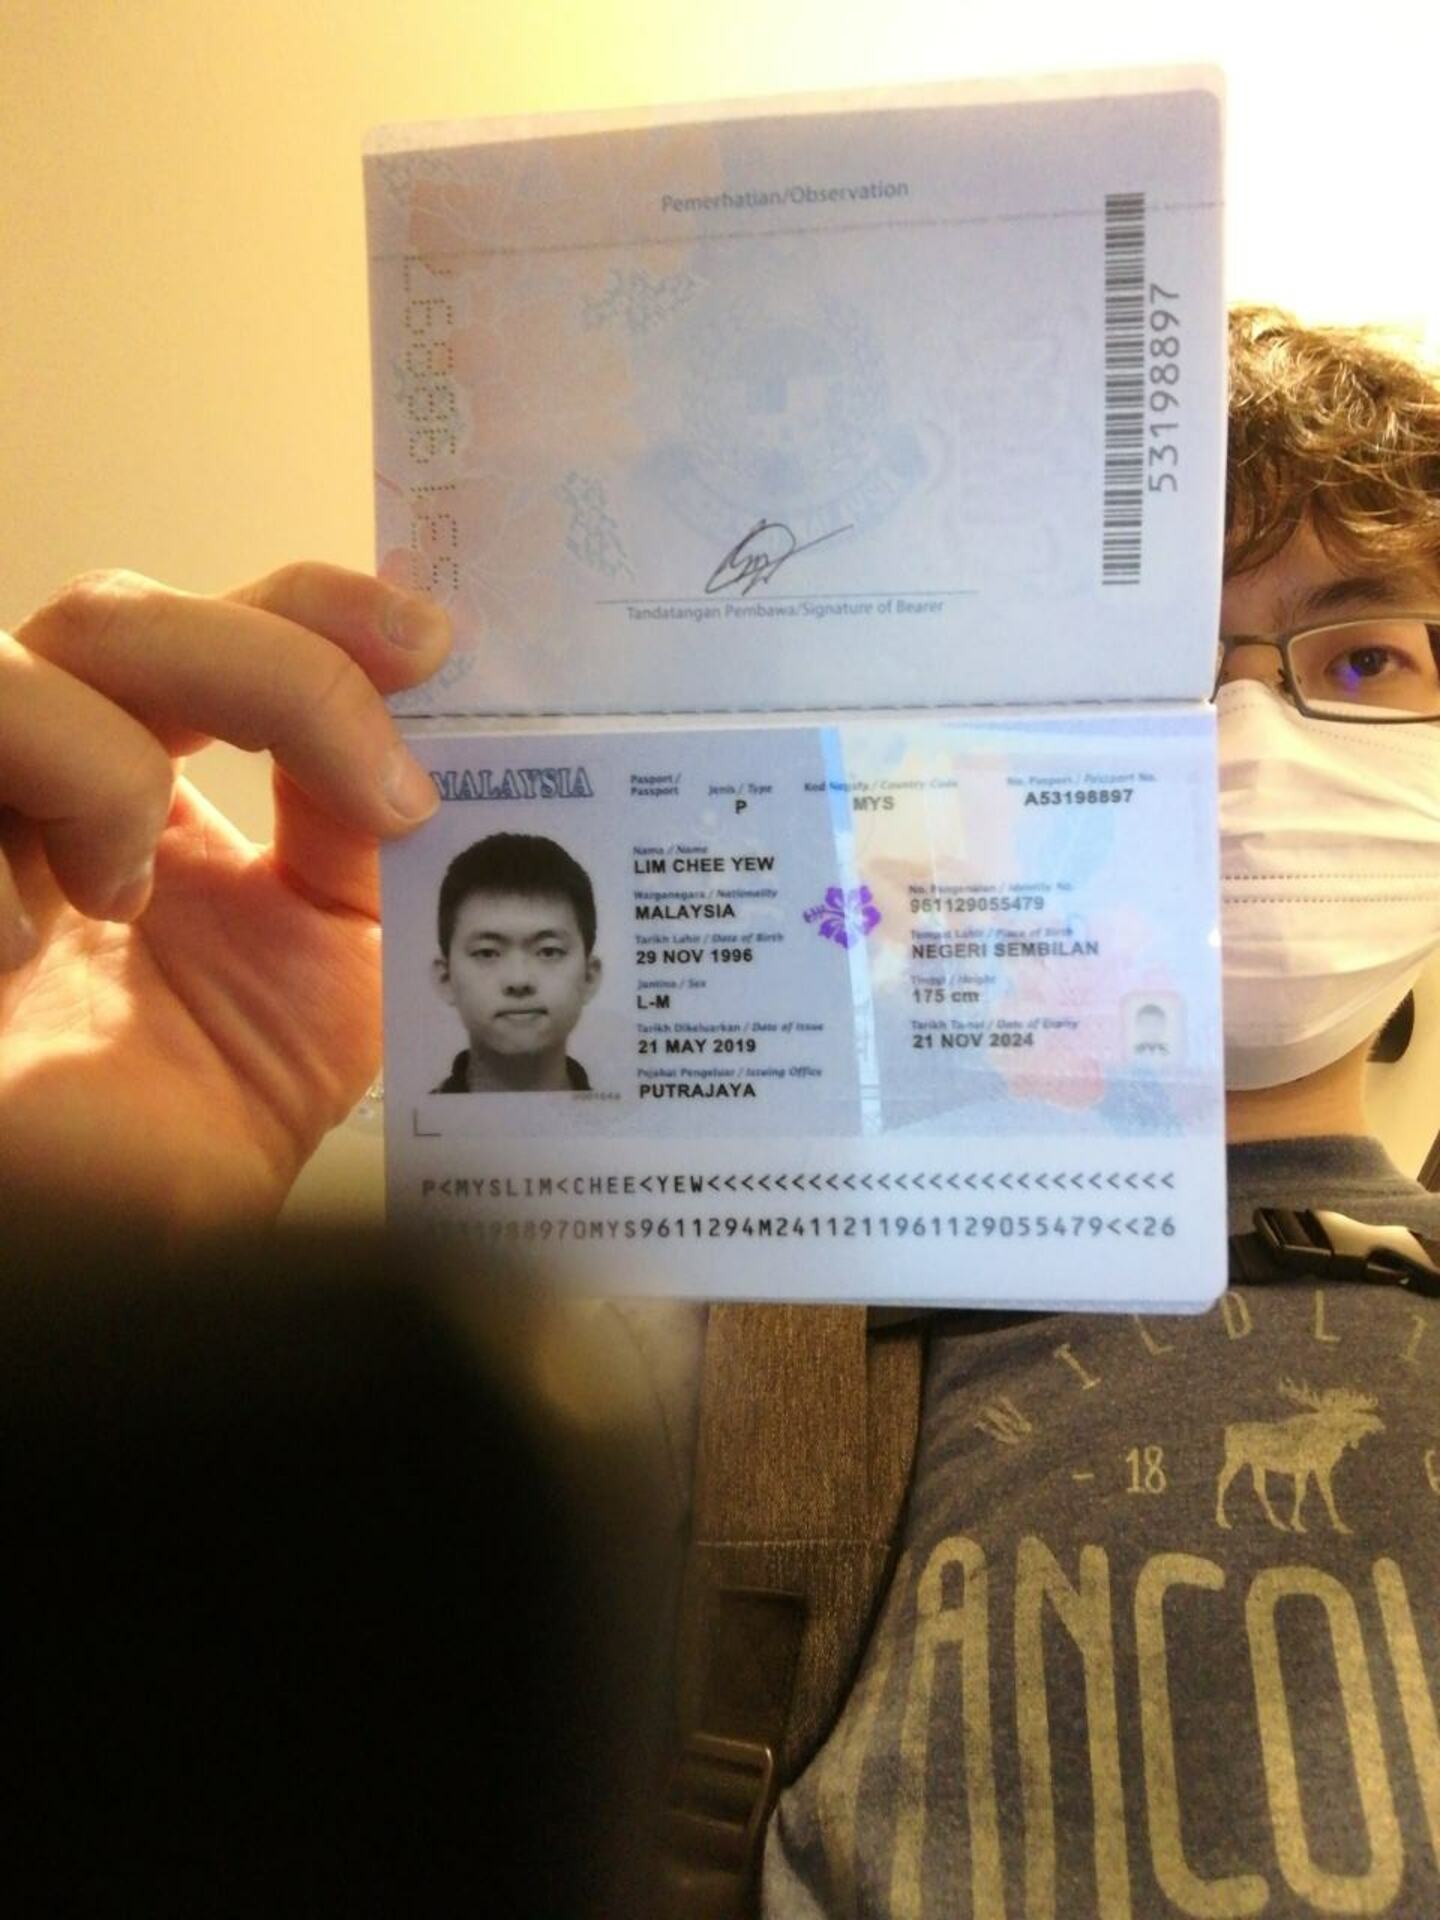 Pemerhatian/Observation
53198897
Tandatangan Pembawa/Signature of Bearer
MALAYSIA
Pasport/ Passport
Jenis / Type
Kod Negara / Country Code
No. Pasport / Passport No.
P
MYS
A53198897
Nama / Name
LIM CHEE YEW
Warganegara / Nationality
MALAYSIA
Tarikh Lahir / Date of Birth
29 NOV 1996
Jantina / Sex
L-M
Tarikh Dikeluarkan / Date of Issue
21 MAY 2019
Pejabat Pengeluar / Issuing Office
PUTRAJAYA
No. Pengenalan / Identity No.
961129055479
Tempat Lahir / Place of Birth
NEGERI SEMBILAN
Tinggi / Height
175 cm
Tarikh Tamat / Date of Expiry
21 NOV 2024
P<MYSLIM<CHEE<YEW<<<<<<<<<<<<<<<<<<<<<<<<<<<
988970MYS9611294M2411211961129055479<<26
WILDLI
- 18
ANCOU